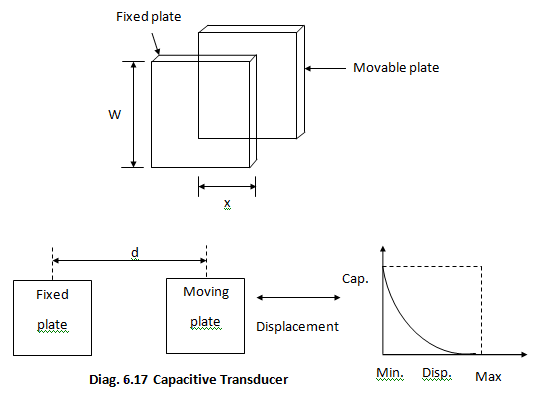 Fixed plate
Movable plate
W
x
d
Fixed
plate
Moving
plate
Displacement
Cap.
Min. Disp. Max
Diag. 6.17 Capacitive Transducer